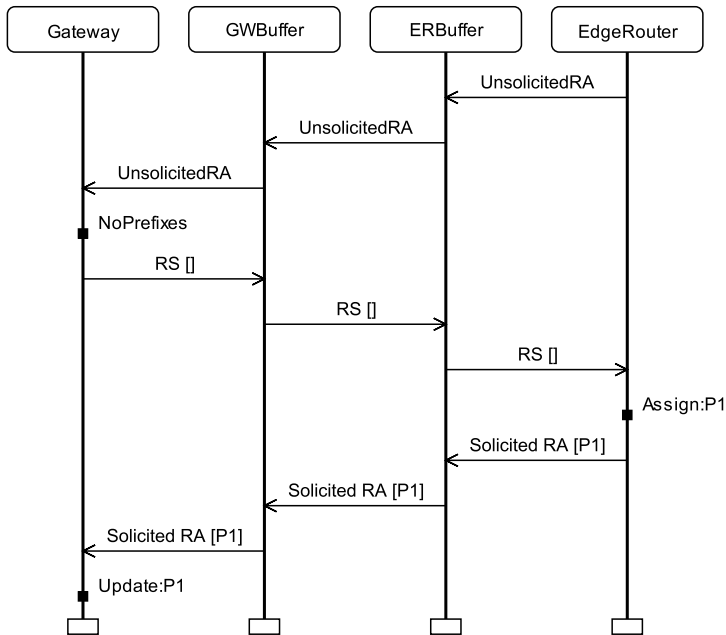 Gateway
GWBuffer
ERBuffer
EdgeRouter
UnsolicitedRA
UnsolicitedRA
UnsolicitedRA
NoPrefixes
RS []
RS []
RS []
Assign:P1
Solicited RA [P1]
Solicited RA [P1]
Solicited RA [P1]
Update:P1